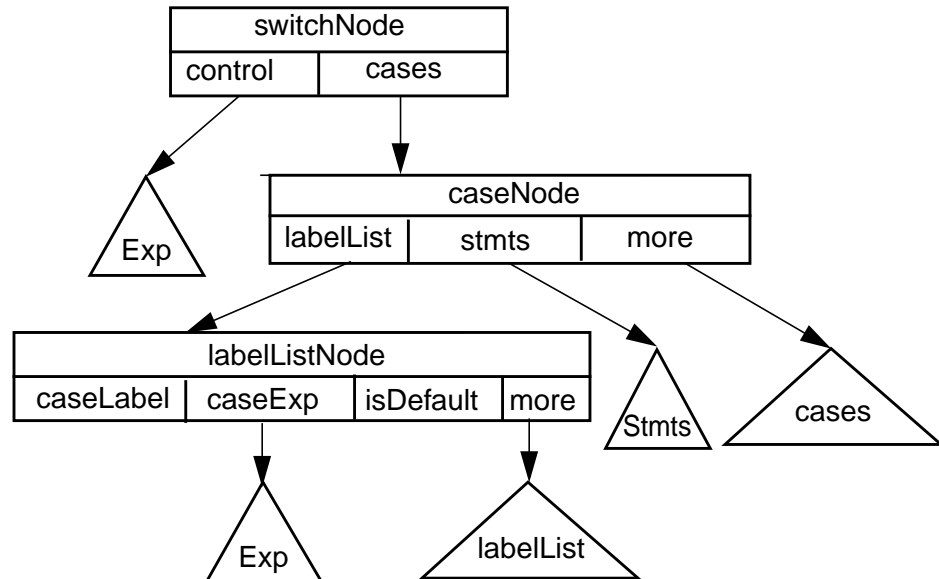 switchNode
control cases
caseNode
Exp
labelList stmts more
labelListNode
caseLabel caseExp isDefault more
Stmts
cases
Exp
labelList